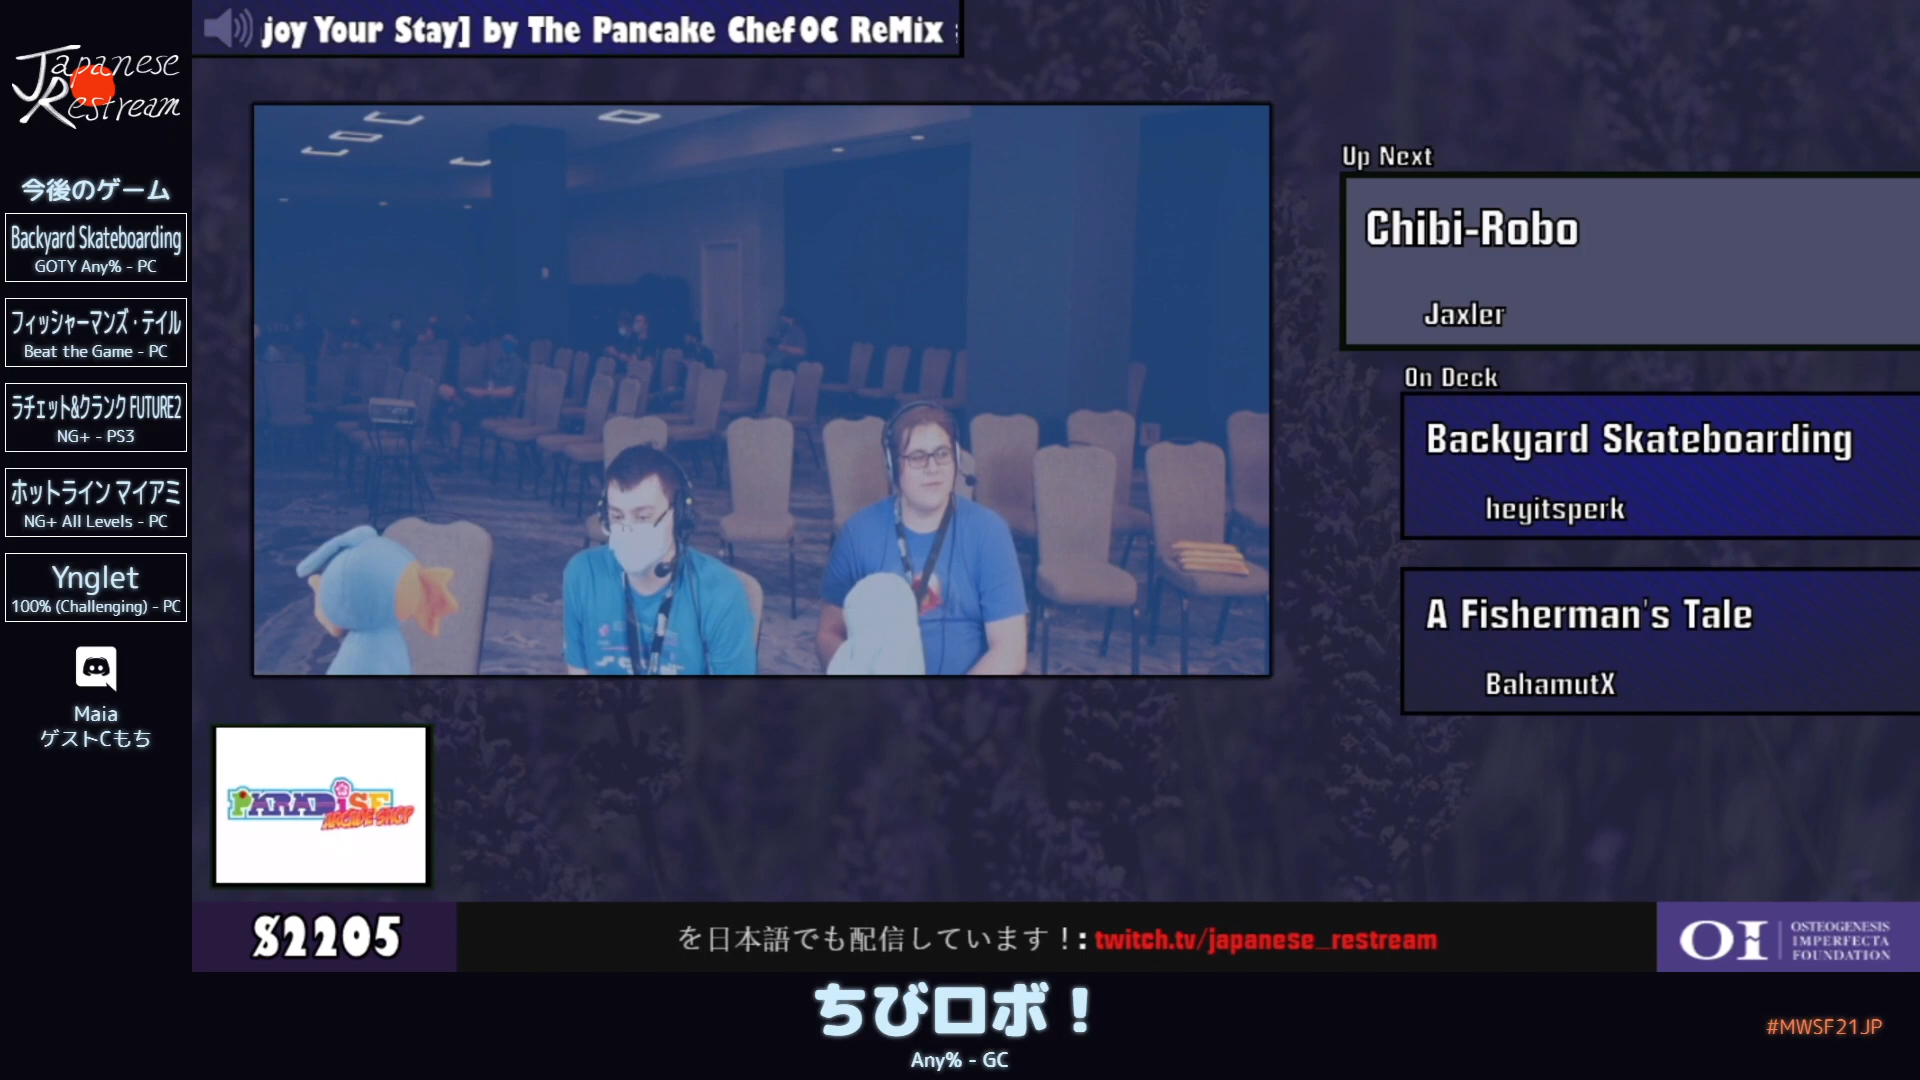 joy Your Stay] by The Pancake Chef OC ReMix
Japanese
Restream
今後のゲーム
Backyard Skateboarding
GOTY Any% - PC
フィッシャーマンズ・テイル
Beat the Game - PC
ラチェット&クランク FUTURE2
NG+ - PS3
ホットライン マイアミ
NG+ All Levels - PC
Ynglet
100% (Challenging) - PC
Maia
ゲストCもち
Up Next
Chibi-Robo
Jaxler
On Deck
Backyard Skateboarding
heyitsperk
A Fisherman's Tale
BahamutX
PARADISE
ARCADE SHOP
$2205
を日本語でも配信しています！: twitch.tv/japanese_restream
OI
OSTEOGENESIS
IMPERFECTA
FOUNDATION
ちびロボ！
Any% - GC
#MWSF21JP